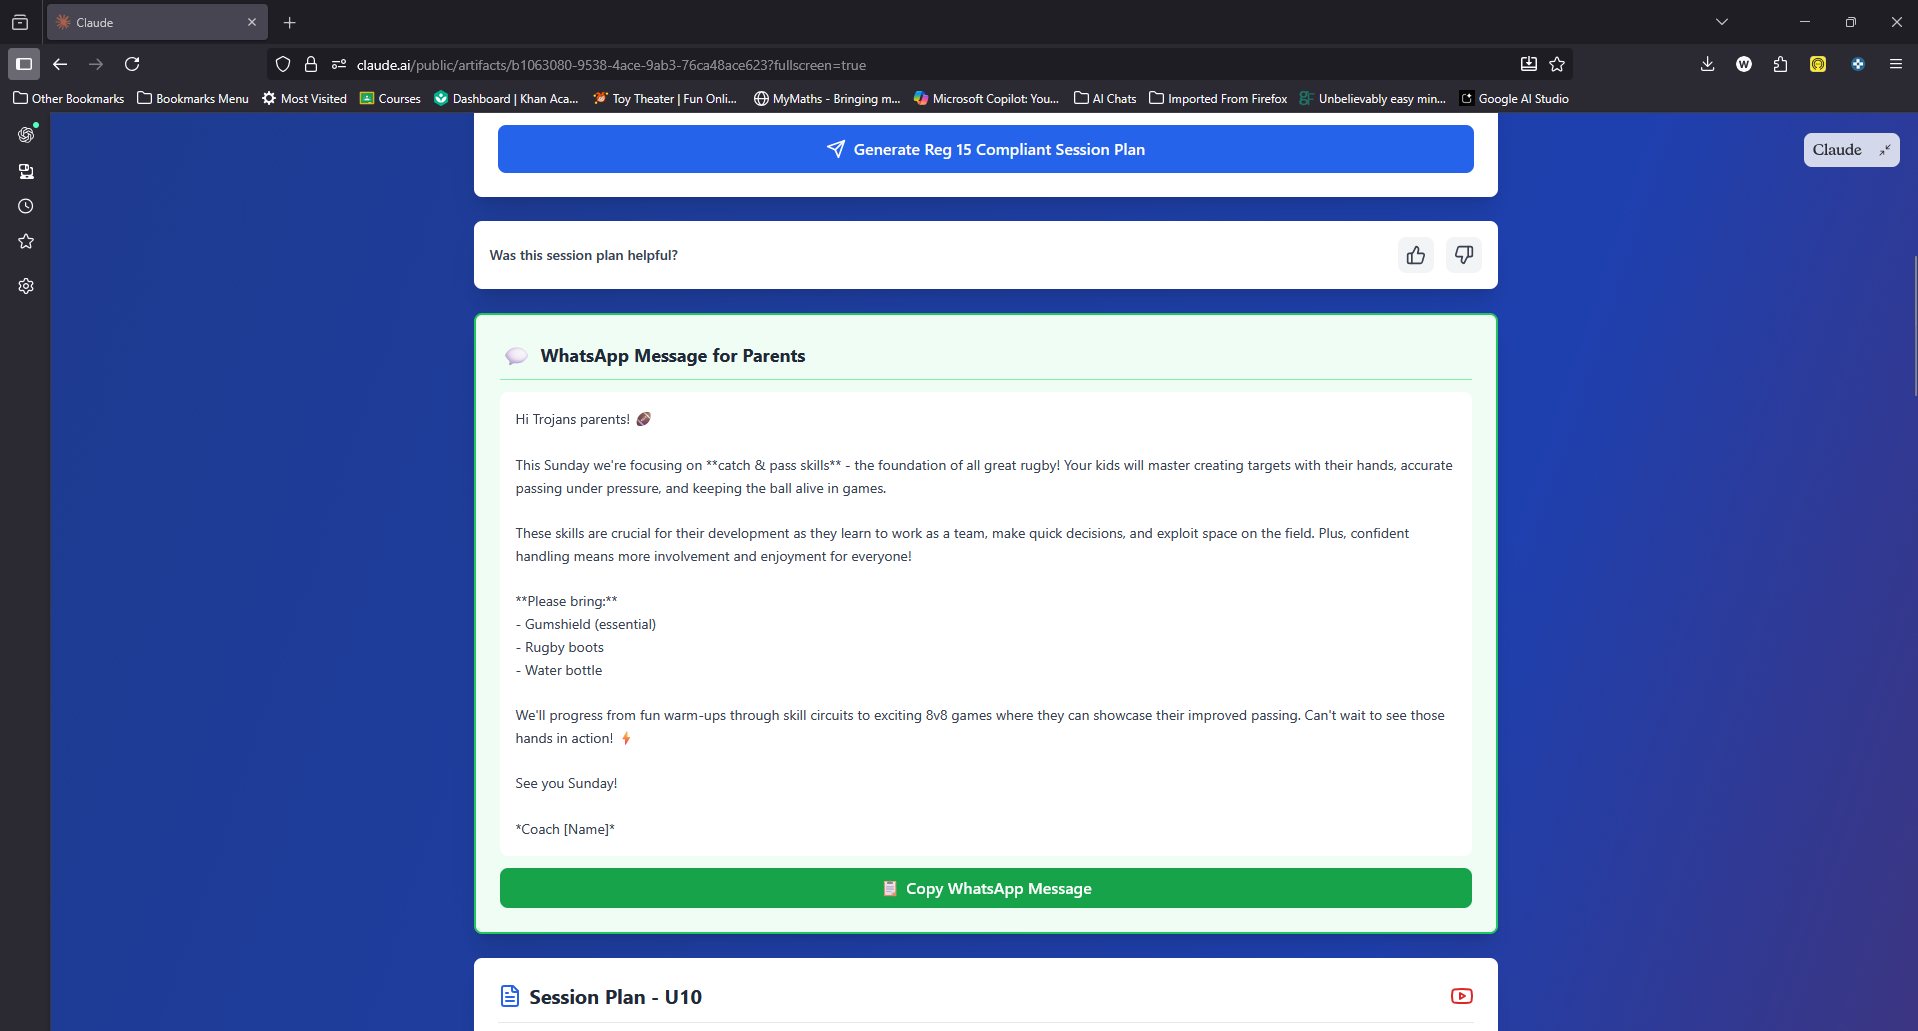 Claude
claude.ai/public/artifacts/b1063080-9538-4ace-9ab3-76ca48ace623?fullscreen=true
Other Bookmarks Bookmarks Menu Most Visited Courses Dashboard | Khan Aca... Toy Theater | Fun Onli... MyMaths - Bringing m... Microsoft Copilot: You... AI Chats Imported From Firefox Unbelievably easy min... Google AI Studio
Generate Reg 15 Compliant Session Plan
Claude
Was this session plan helpful?
WhatsApp Message for Parents
Hi Trojans parents! 🏉
This Sunday we're focusing on **catch & pass skills** - the foundation of all great rugby! Your kids will master creating targets with their hands, accurate
passing under pressure, and keeping the ball alive in games.
These skills are crucial for their development as they learn to work as a team, make quick decisions, and exploit space on the field. Plus, confident
handling means more involvement and enjoyment for everyone!
**Please bring:**
- Gumshield (essential)
- Rugby boots
- Water bottle
We'll progress from fun warm-ups through skill circuits to exciting 8v8 games where they can showcase their improved passing. Can't wait to see those
hands in action! ⚡
See you Sunday!
*Coach [Name]*
Copy WhatsApp Message
Session Plan - U10